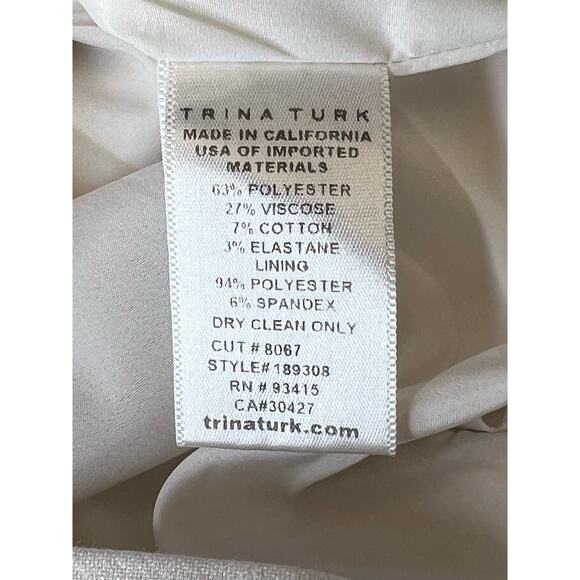 TRINA TURK
MADE IN CALIFORNIA
USA OF IMPORTED
MATERIALS
63% POLYESTER
27% VISCOSE
7% COTTON
3% ELASTANE
LINING
94% POLYESTER
6% SPANDEX
DRY CLEAN ONLY
CUT # 8067
STYLE# 189308
RN # 93415
CA#30427
trinaturk.com